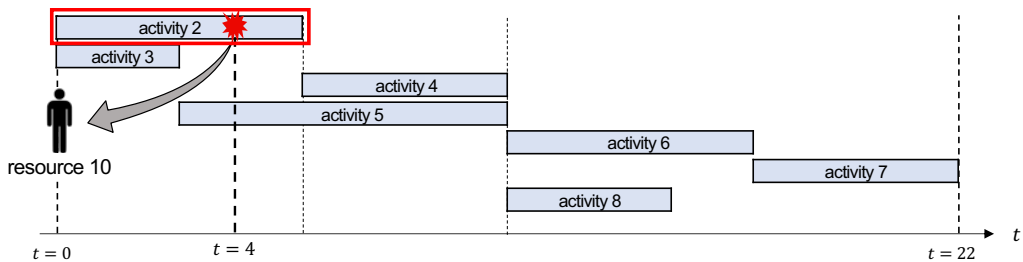 activity 2
activity 3
activity 4
activity 5
activity 6
resource 10
activity 7
activity 8
t
t = 0
t = 4
t = 22